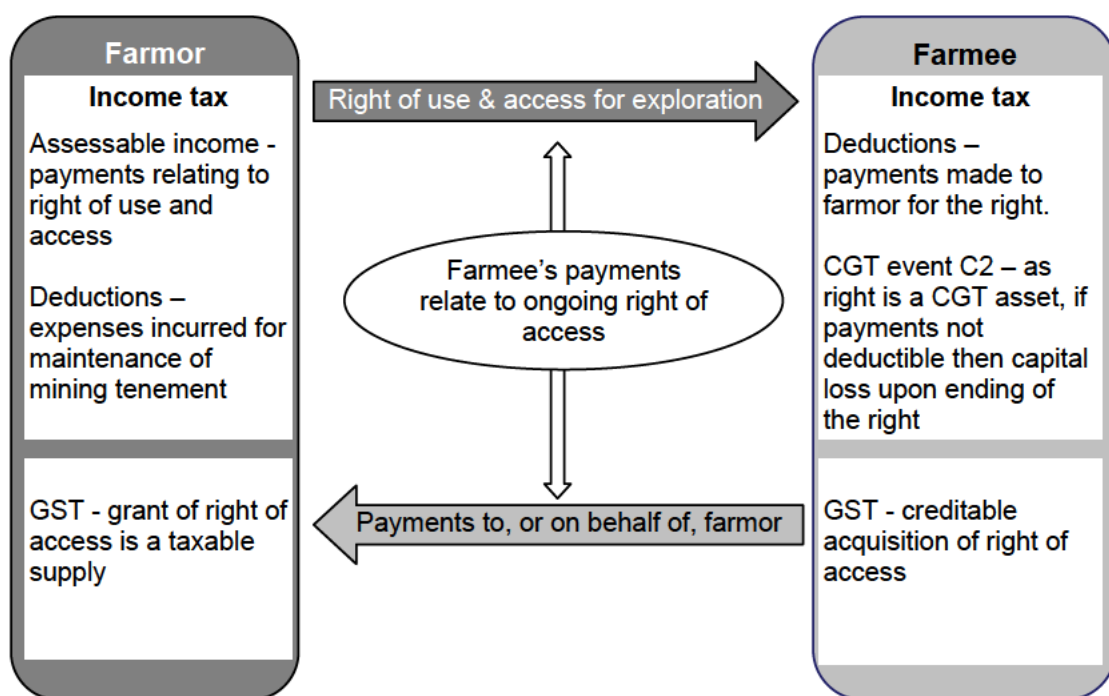 Farmor
Income tax
Assessable income -
payments relating to
right of use and
access
Deductions –
expenses incurred for
maintenance of
mining tenement
GST - grant of right of
access is a taxable
supply
Right of use & access for exploration
Farmee's payments
relate to ongoing right of
access
Payments to, or on behalf of, farmor
Farmee
Income tax
Deductions –
payments made to
farmor for the right.
CGT event C2 – as
right is a CGT asset, if
payments not
deductible then capital
loss upon ending of
the right
GST - creditable
acquisition of right of
access